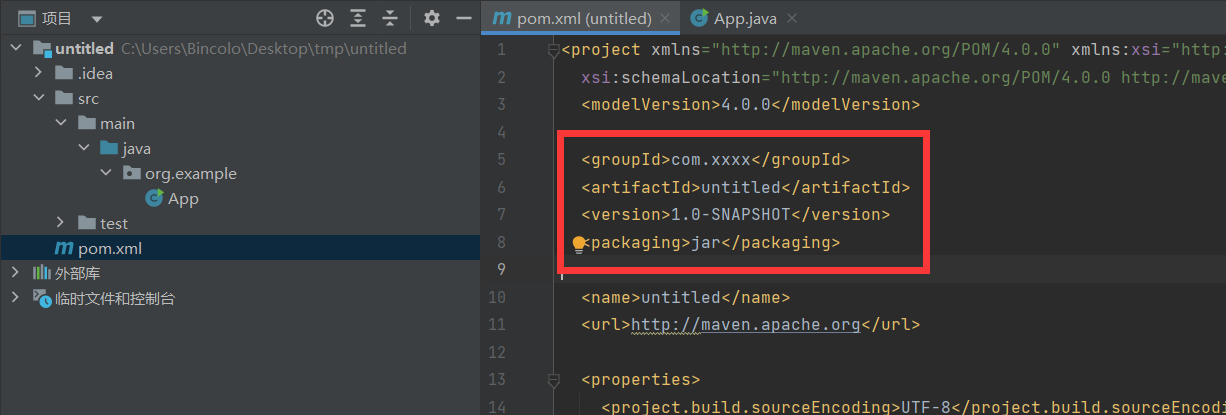 项目
untitled C:\Users\Bincolo\Desktop\tmp\untitled
.idea
src
main
java
org.example
App
test
pom.xml
外部库
临时文件和控制台
pom.xml (untitled)
App.java
1 <project xmlns="http://maven.apache.org/POM/4.0.0" xmlns:xsi="http:
2 xsi:schemaLocation="http://maven.apache.org/POM/4.0.0 http://mave
3 <modelVersion>4.0.0</modelVersion>
4
5 <groupId>com.xxxx</groupId>
6 <artifactId>untitled</artifactId>
7 <version>1.0-SNAPSHOT</version>
8 <packaging>jar</packaging>
9
10 <name>untitled</name>
11 <url>http://maven.apache.org</url>
12
13 <properties>
14 <project.build.sourceEncoding>UTF-8</project.build.sourceEncod